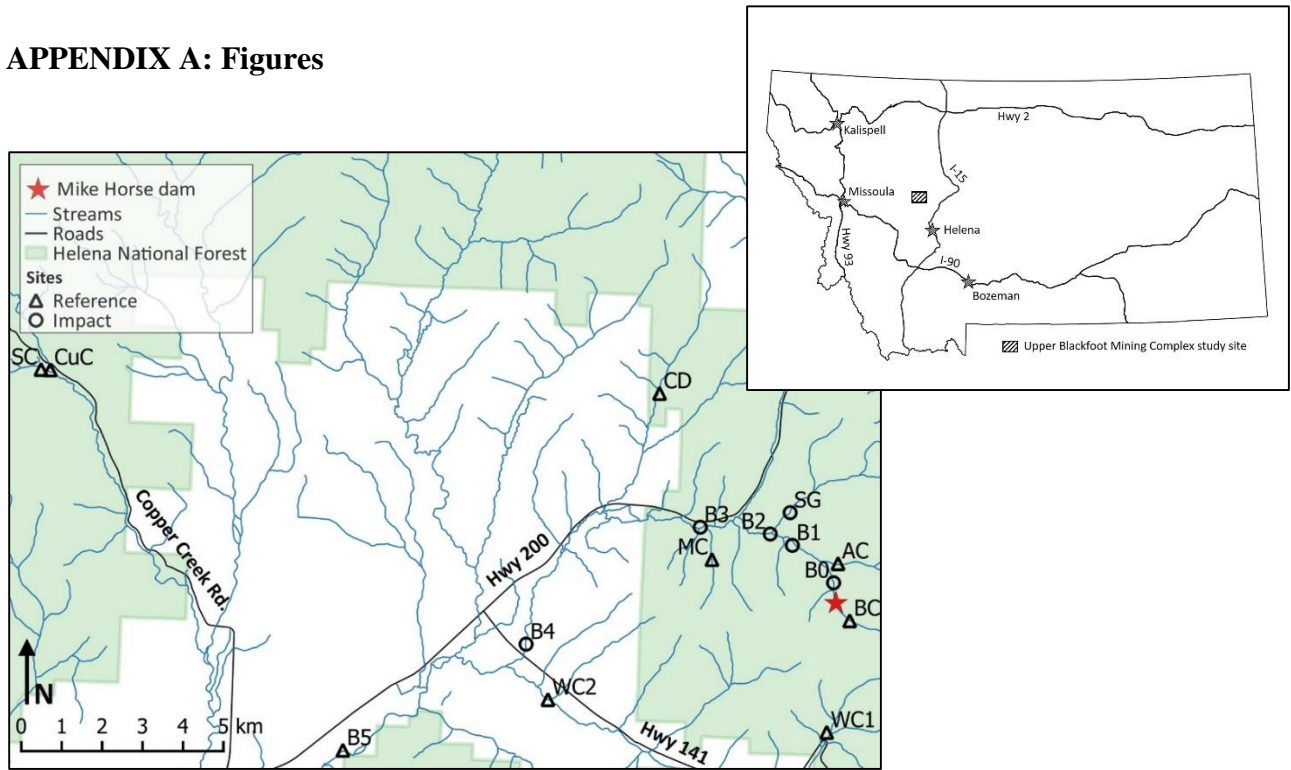 APPENDIX A: Figures
Mike Horse dam
Streams
Roads
Helena National Forest
Sites
Reference
Impact
SC CuC
CD
Copper Creek Rd.
Hwy 200
B3
MC
B2
SG
B1
AC
B0
BC
B4
WC2
Hwy 141
WC1
B5
N
0 1 2 3 4 5 km
Hwy 2
Kalispell
I-15
Missoula
Helena
Hwy 93
I-90
Bozeman
Upper Blackfoot Mining Complex study site